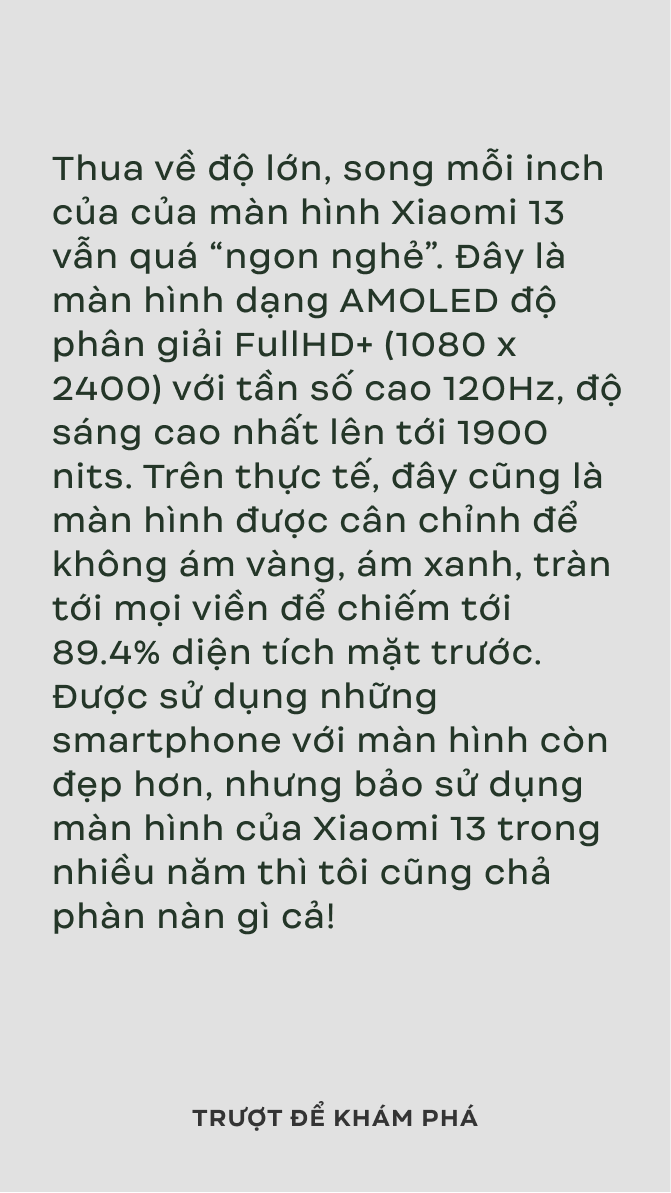 Thua về độ lớn, song mỗi inch
của của màn hình Xiaomi 13
vẫn quá “ngon nghẻ”. Đây là
màn hình dạng AMOLED độ
phân giải FullHD+ (1080 x
2400) với tần số cao 120Hz, độ
sáng cao nhất lên tới 1900
nits. Trên thực tế, đây cũng là
màn hình được cân chỉnh để
không ám vàng, ám xanh, tràn
tới mọi viền để chiếm tới
89.4% diện tích mặt trước.
Được sử dụng những
smartphone với màn hình còn
đẹp hơn, nhưng bảo sử dụng
màn hình của Xiaomi 13 trong
nhiều năm thì tôi cũng chả
phàn nàn gì cả!
TRƯỢT ĐỂ KHÁM PHÁ